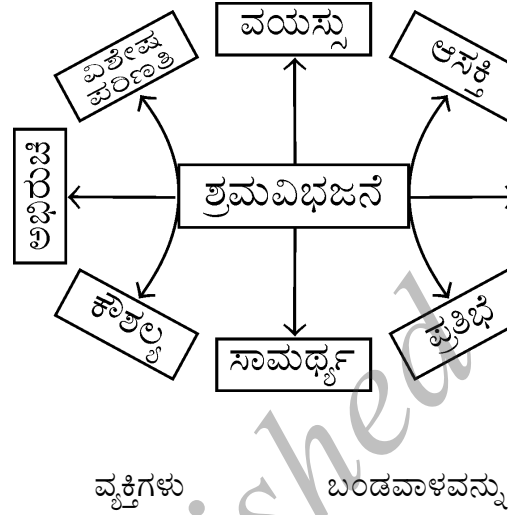 ವಯಸ್ಸು
ವಿಶೇಷ
ಪರಿಣತಿ
ಆಸಕ್ತಿ
ಅಭಿರುಚಿ
ಶ್ರಮವಿಭಜನೆ
ಕೌಶಲ್ಯ
ಪ್ರತಿಭೆ
ಸಾಮರ್ಥ್ಯ
ವ್ಯಕ್ತಿಗಳು ಬಂಡವಾಳವನ್ನು